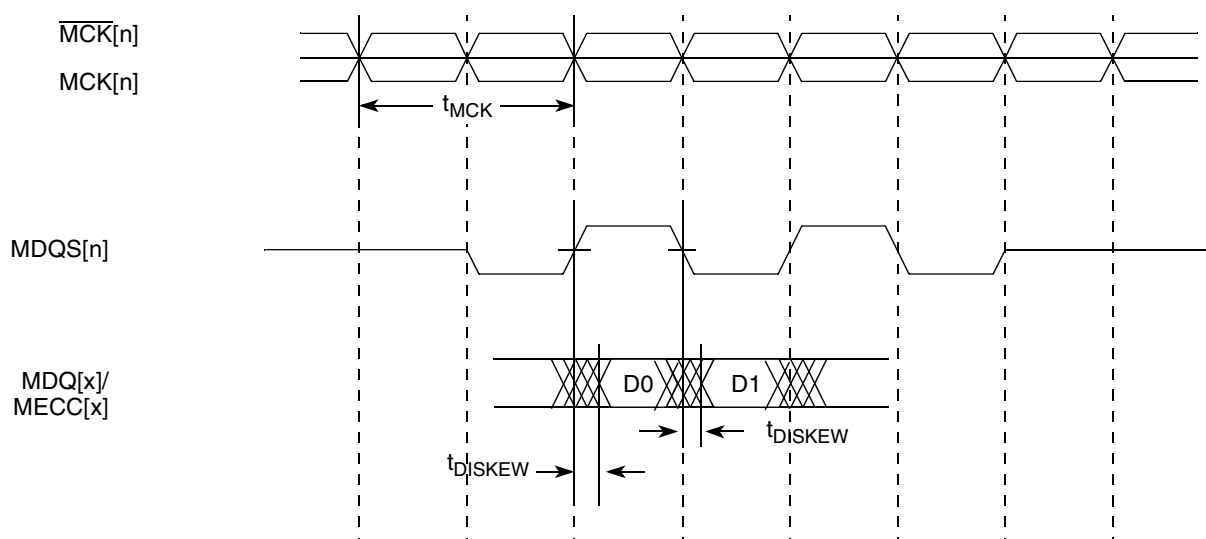 MCK[n]
MCK[n]
tMCK
MDQS[n]
MDQ[x]/
MECC[x]
D0
D1
tDISKEW
tDISKEW